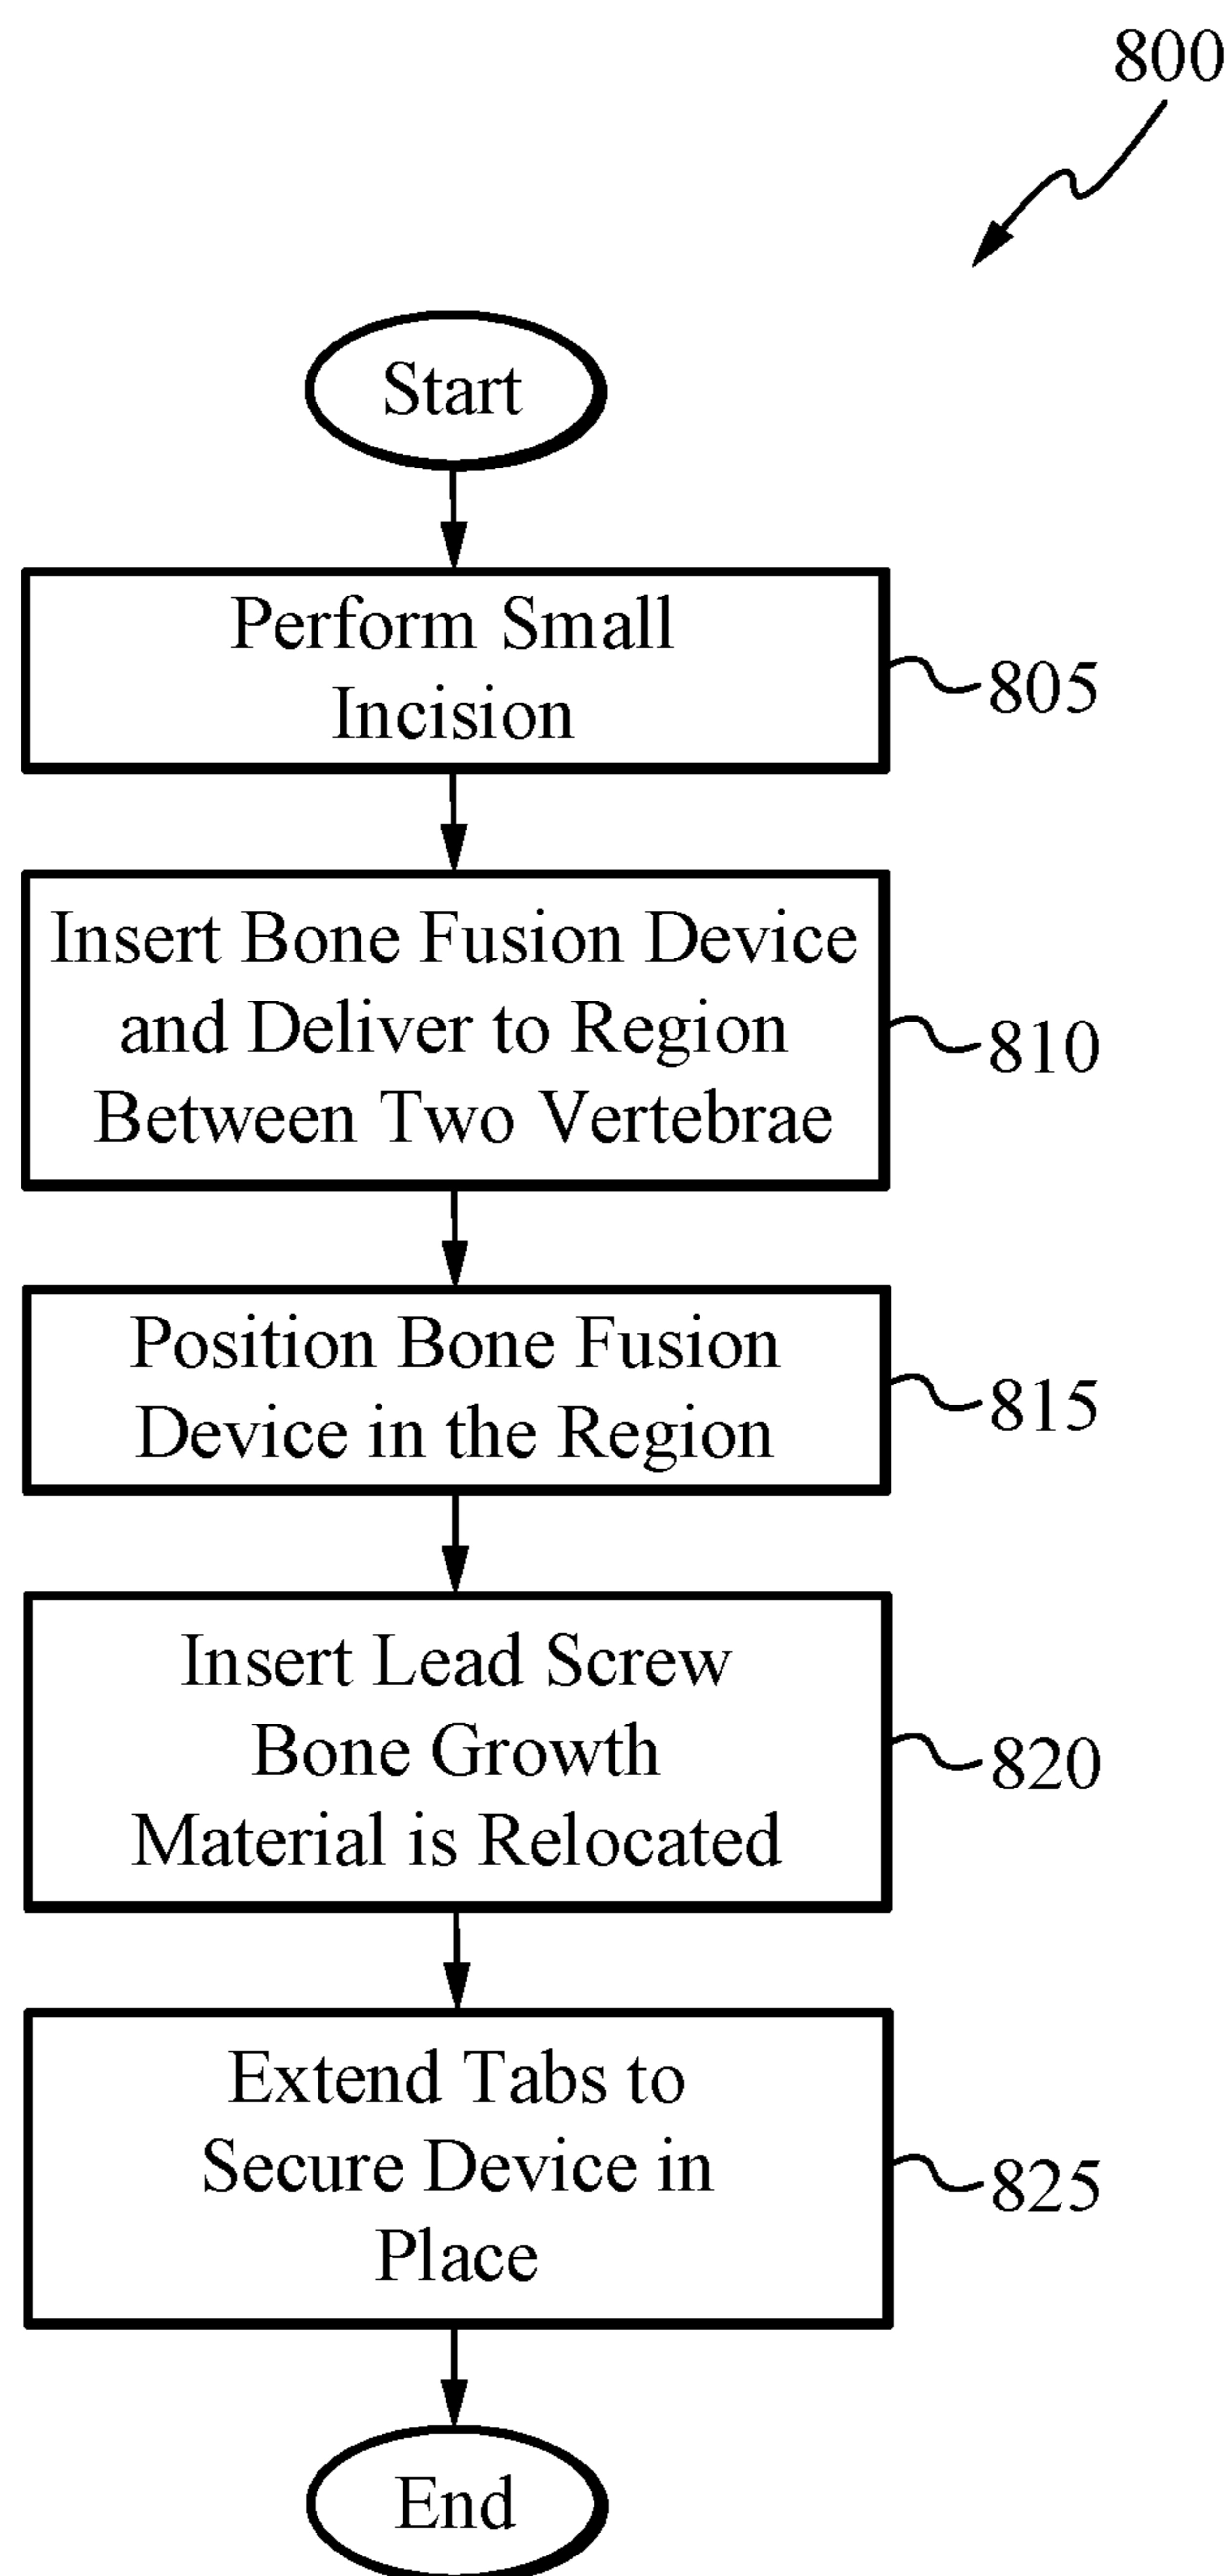 800
Start
Perform Small
Incision
805
Insert Bone Fusion Device
and Deliver to Region
Between Two Vertebrae
810
Position Bone Fusion
Device in the Region
815
Insert Lead Screw
Bone Growth
Material is Relocated
820
Extend Tabs to
Secure Device in
Place
825
End